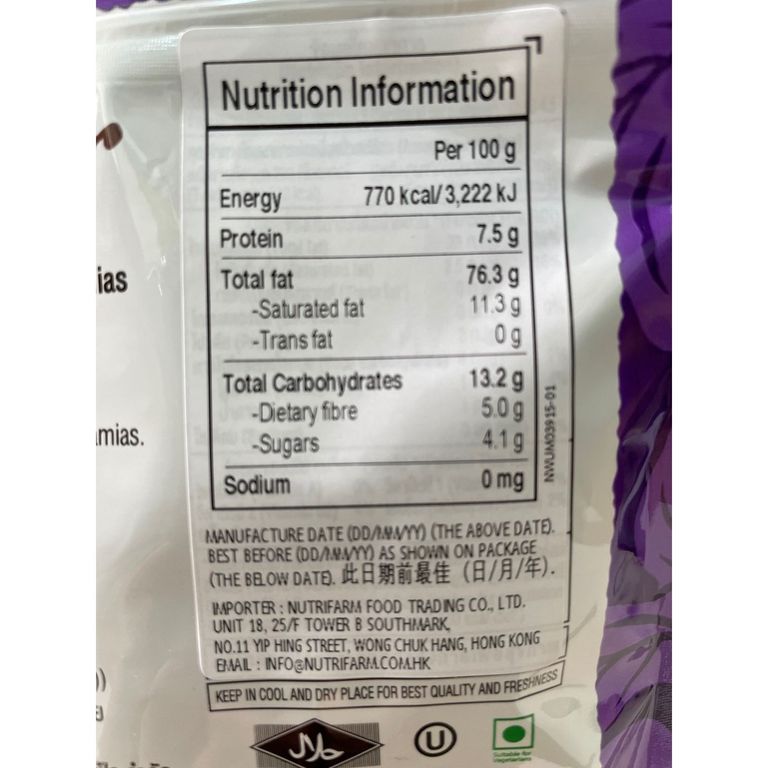 Nutrition Information
Per 100 g
Energy 770 kcal/3,222 kJ
Protein 7.5 g
Total fat 76.3 g
-Saturated fat 11.3 g
-Trans fat 0 g
Total Carbohydrates 13.2 g
-Dietary fibre 5.0 g
-Sugars 4.1 g
Sodium 0 mg
NWUM03915-01
MANUFACTURE DATE (DD/MM/YY) (THE ABOVE DATE).
BEST BEFORE (DD/MM/YY) AS SHOWN ON PACKAGE
(THE BELOW DATE). 此日期前最佳 (日/月/年).
IMPORTER : NUTRIFARM FOOD TRADING CO., LTD.
UNIT 18, 25/F TOWER B SOUTHMARK,
NO.11 YIP HING STREET, WONG CHUK HANG, HONG KONG
EMAIL : INFO@NUTRIFARM.COM.HK
KEEP IN COOL AND DRY PLACE FOR BEST QUALITY AND FRESHNESS
ias
mias.
حلال
U
Suitable for
Vegetarians